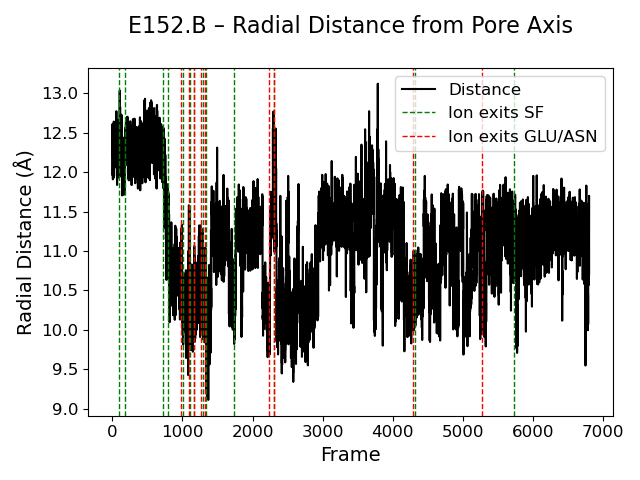 E152.B – Radial Distance from Pore Axis
Distance
Ion exits SF
Ion exits GLU/ASN
Radial Distance (Å)
13.0
12.5
12.0
11.5
11.0
10.5
10.0
9.5
9.0
0 1000 2000 3000 4000 5000 6000 7000
Frame